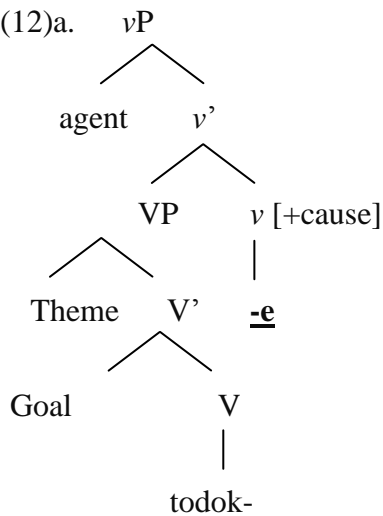 (12)a. vP
agent v’
VP v [+cause]
Theme V’ -e
Goal V
todok-